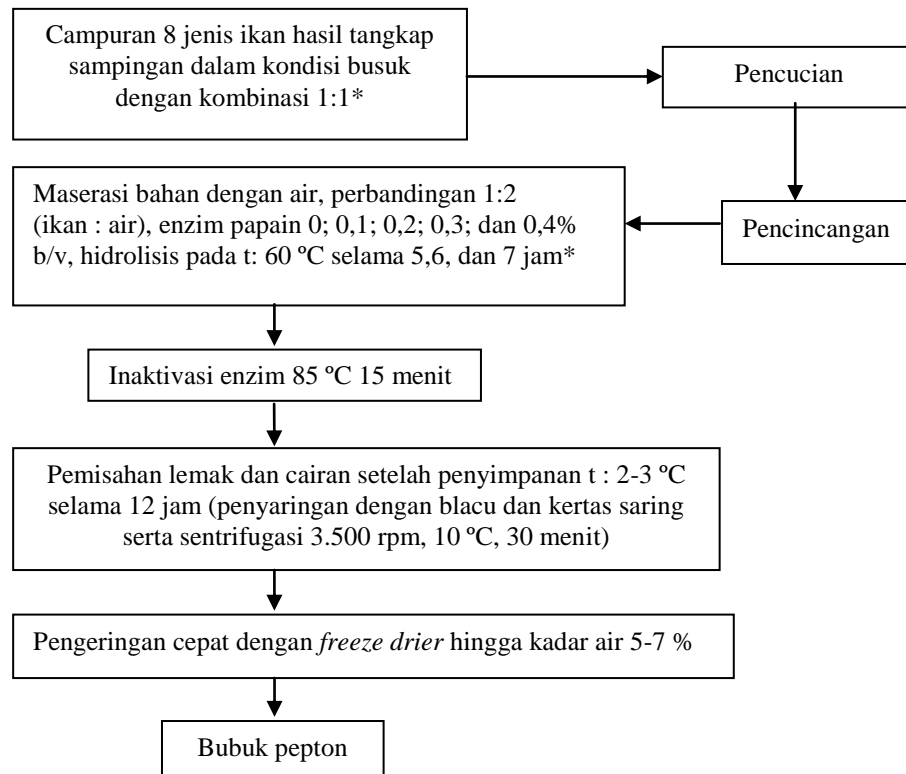 Campuran 8 jenis ikan hasil tangkap
sampingan dalam kondisi busuk
dengan kombinasi 1:1*
Pencucian
Pencincangan
Maserasi bahan dengan air, perbandingan 1:2
(ikan : air), enzim papain 0; 0,1; 0,2; 0,3; dan 0,4%
b/v, hidrolisis pada t: 60 ºC selama 5,6, dan 7 jam*
Inaktivasi enzim 85 ºC 15 menit
Pemisahan lemak dan cairan setelah penyimpanan t : 2-3 ºC
selama 12 jam (penyaringan dengan blacu dan kertas saring
serta sentrifugasi 3.500 rpm, 10 ºC, 30 menit)
Pengeringan cepat dengan freeze drier hingga kadar air 5-7 %
Bubuk pepton